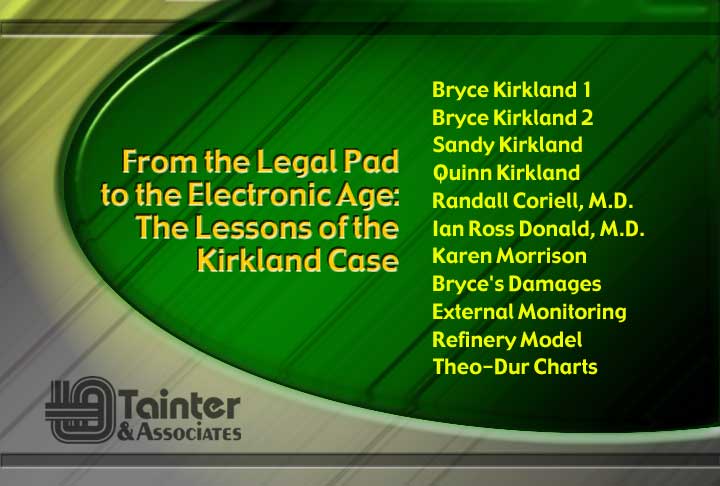 From the Legal Pad
to the Electronic Age:
The Lessons of the
Kirkland Case
Bryce Kirkland 1
Bryce Kirkland 2
Sandy Kirkland
Quinn Kirkland
Randall Coriell, M.D.
Ian Ross Donald, M.D.
Karen Morrison
Bryce's Damages
External Monitoring
Refinery Model
Theo-Dur Charts
Tainter
& Associates